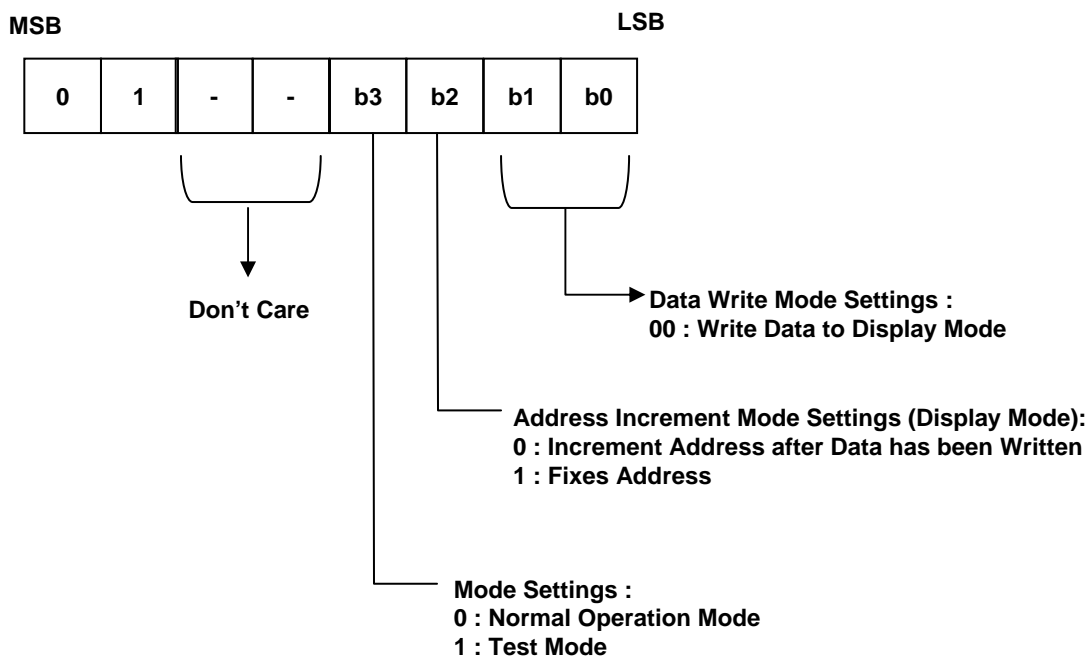 MSB
LSB
0 1 - - b3 b2 b1 b0
Don’t Care
Data Write Mode Settings :
00 : Write Data to Display Mode
Address Increment Mode Settings (Display Mode):
0 : Increment Address after Data has been Written
1 : Fixes Address
Mode Settings :
0 : Normal Operation Mode
1 : Test Mode